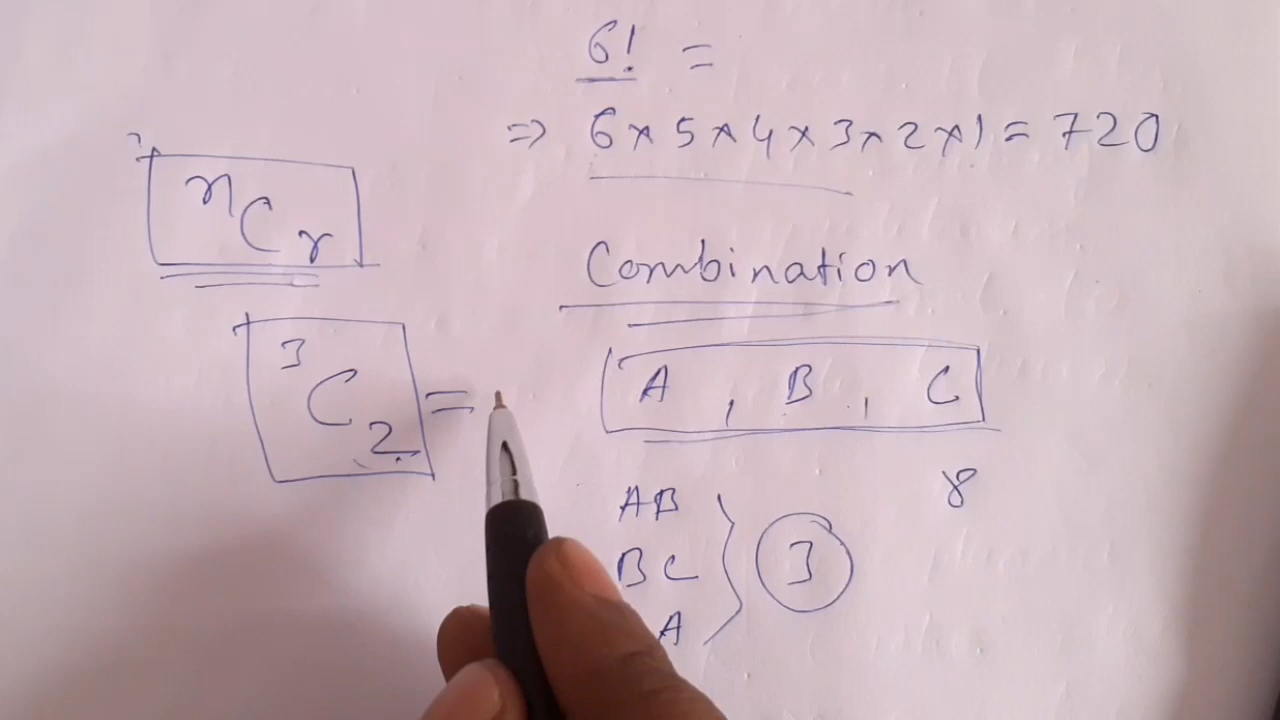 6! =
⇒ 6 × 5 × 4 × 3 × 2 × 1 = 720
ⁿCᵣ
Combination
³C₂ =
A , B , C
8
AB
BC
A
3